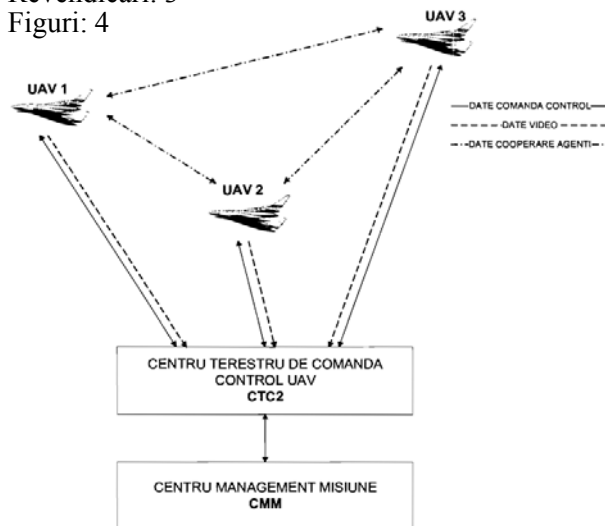 Revendicări:
Figuri: 4
UAV 3
UAV 1
DATE COMANDA CONTROL
DATE VIDEO
DATE COOPERARE AGENTI
UAV 2
CENTRU TERESTRU DE COMANDA
CONTROL UAV
CTC2
CENTRU MANAGEMENT MISIUNE
CMM